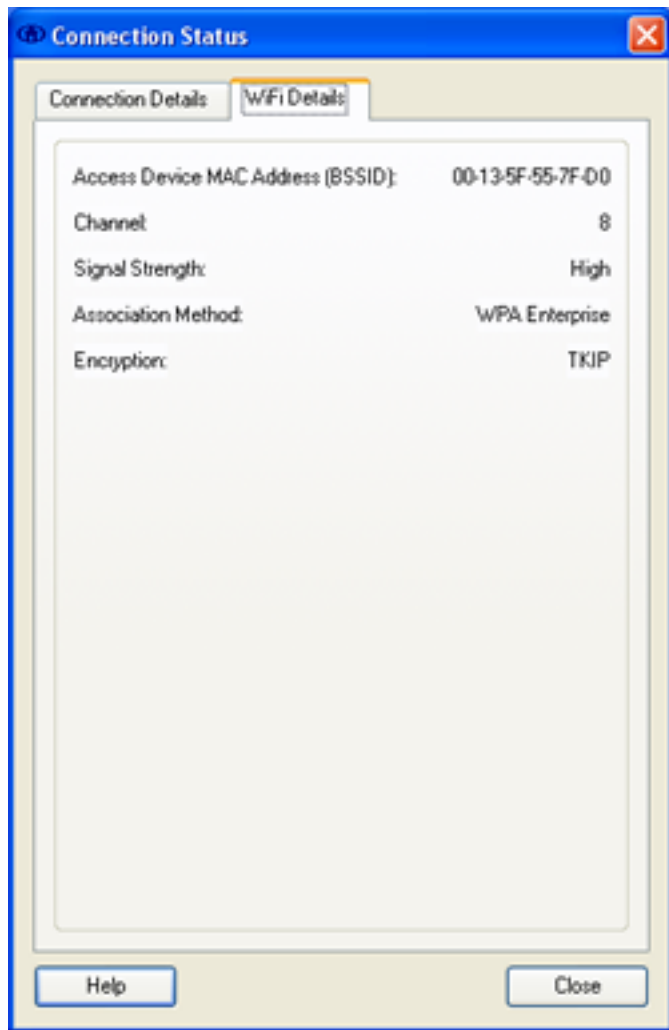 Connection Status
Connection Details WiFi Details
Access Device MAC Address (BSSID): 00-13-5F-55-7F-D0
Channel: 8
Signal Strength: High
Association Method: WPA Enterprise
Encryption: TKIP
Help Close